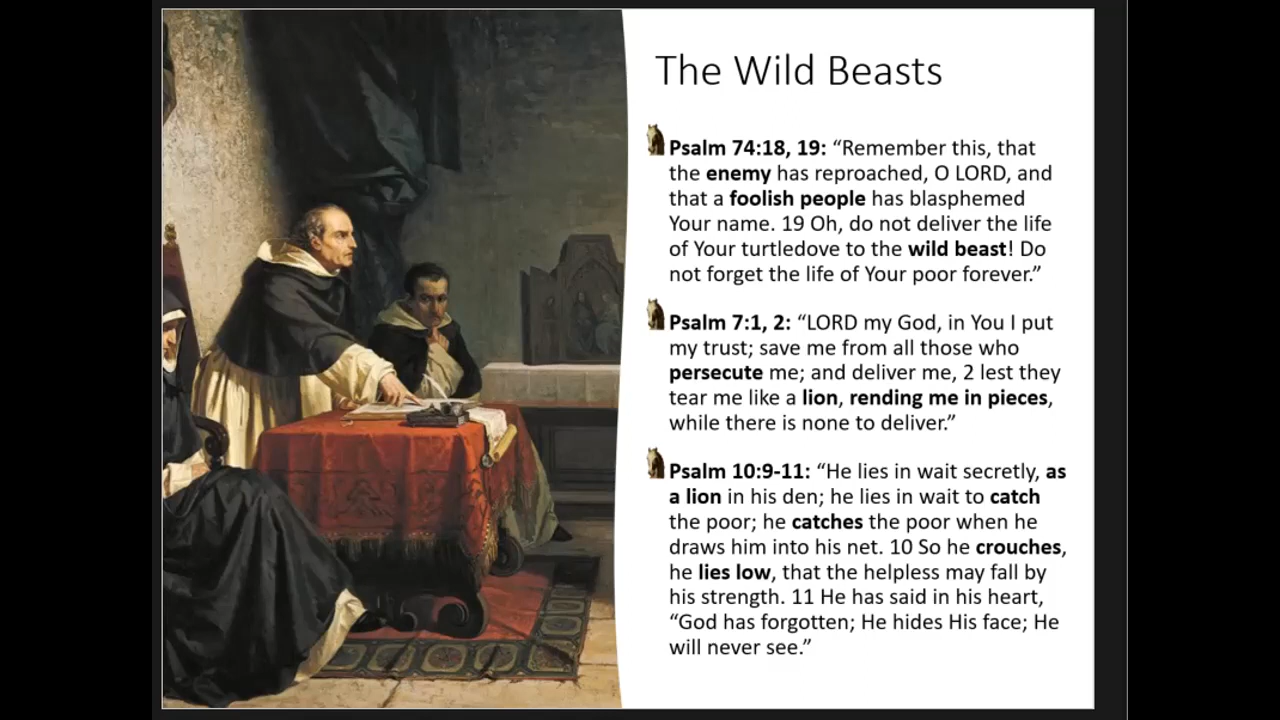 The Wild Beasts
Psalm 74:18, 19: “Remember this, that
the enemy has reproached, O LORD, and
that a foolish people has blasphemed
Your name. 19 Oh, do not deliver the life
of Your turtledove to the wild beast! Do
not forget the life of Your poor forever.”
Psalm 7:1, 2: “LORD my God, in You I put
my trust; save me from all those who
persecute me; and deliver me, 2 lest they
tear me like a lion, rending me in pieces,
while there is none to deliver.”
Psalm 10:9-11: “He lies in wait secretly, as
a lion in his den; he lies in wait to catch
the poor; he catches the poor when he
draws him into his net. 10 So he crouches,
he lies low, that the helpless may fall by
his strength. 11 He has said in his heart,
“God has forgotten; He hides His face; He
will never see.”